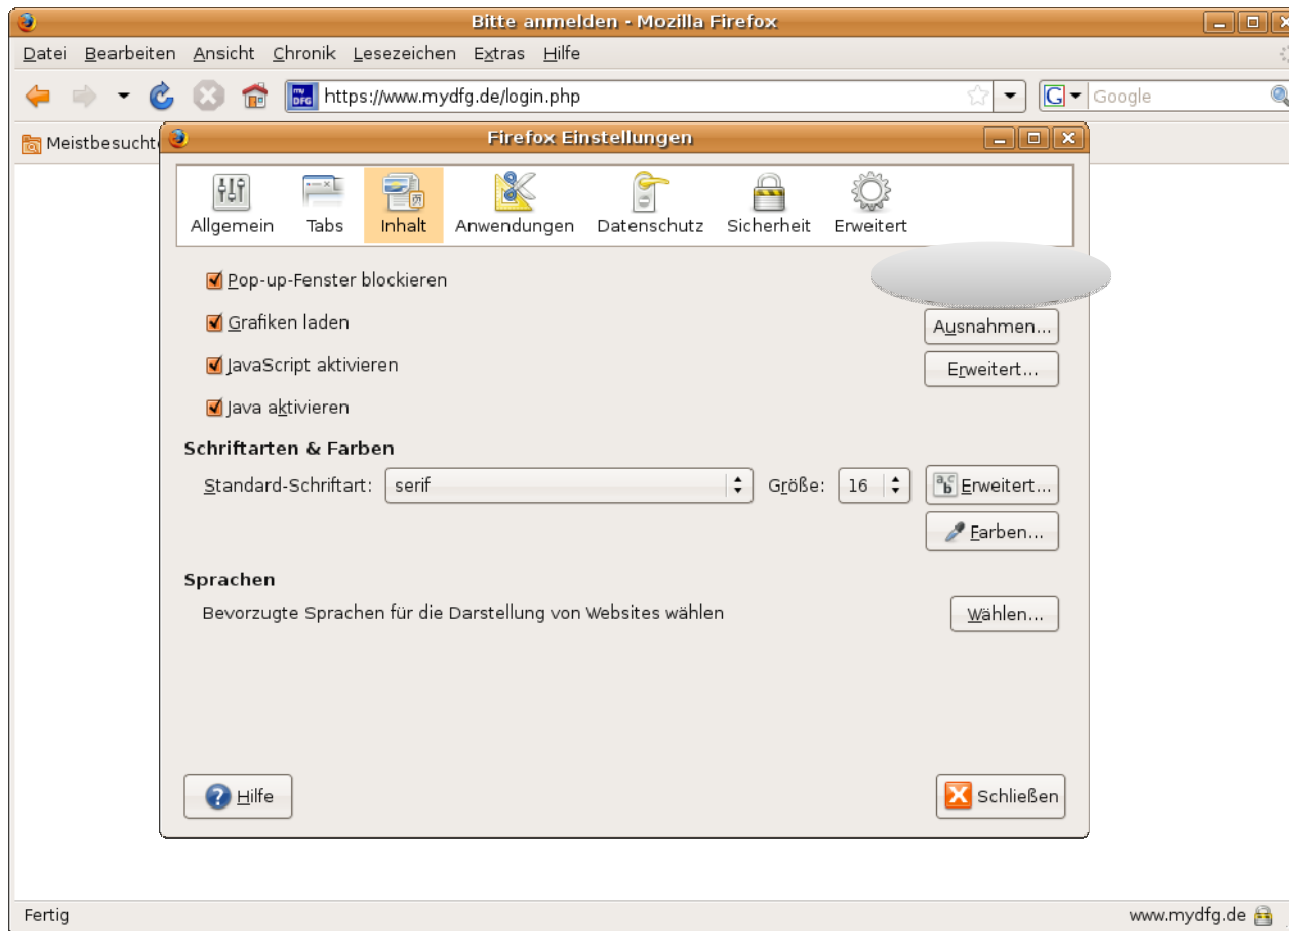 Bitte anmelden - Mozilla Firefox
Datei Bearbeiten Ansicht Chronik Lesezeichen Extras Hilfe
my DFG https://www.mydfg.de/login.php G Google
Meistbesucht
Firefox Einstellungen
Allgemein Tabs Inhalt Anwendungen Datenschutz Sicherheit Erweitert
Pop-up-Fenster blockieren
Grafiken laden Ausnahmen...
JavaScript aktivieren Erweitert...
Java aktivieren
Schriftarten & Farben
Standard-Schriftart: serif Größe: 16 Erweitert...
Farben...
Sprachen
Bevorzugte Sprachen für die Darstellung von Websites wählen Wählen...
Hilfe Schließen
Fertig www.mydfg.de